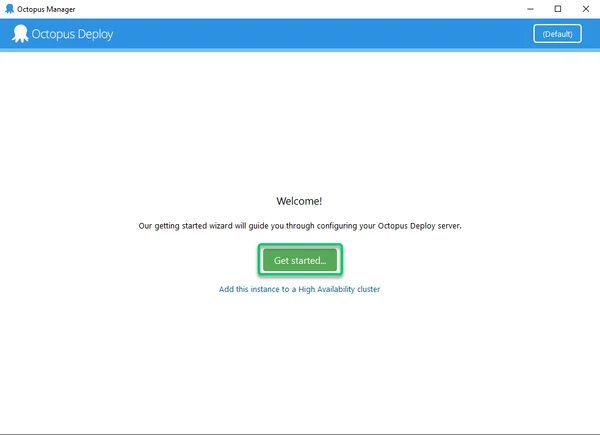 Octopus Manager
Octopus Deploy
(Default)
Welcome!
Our getting started wizard will guide you through configuring your Octopus Deploy server.
Get started...
Add this instance to a High Availability cluster